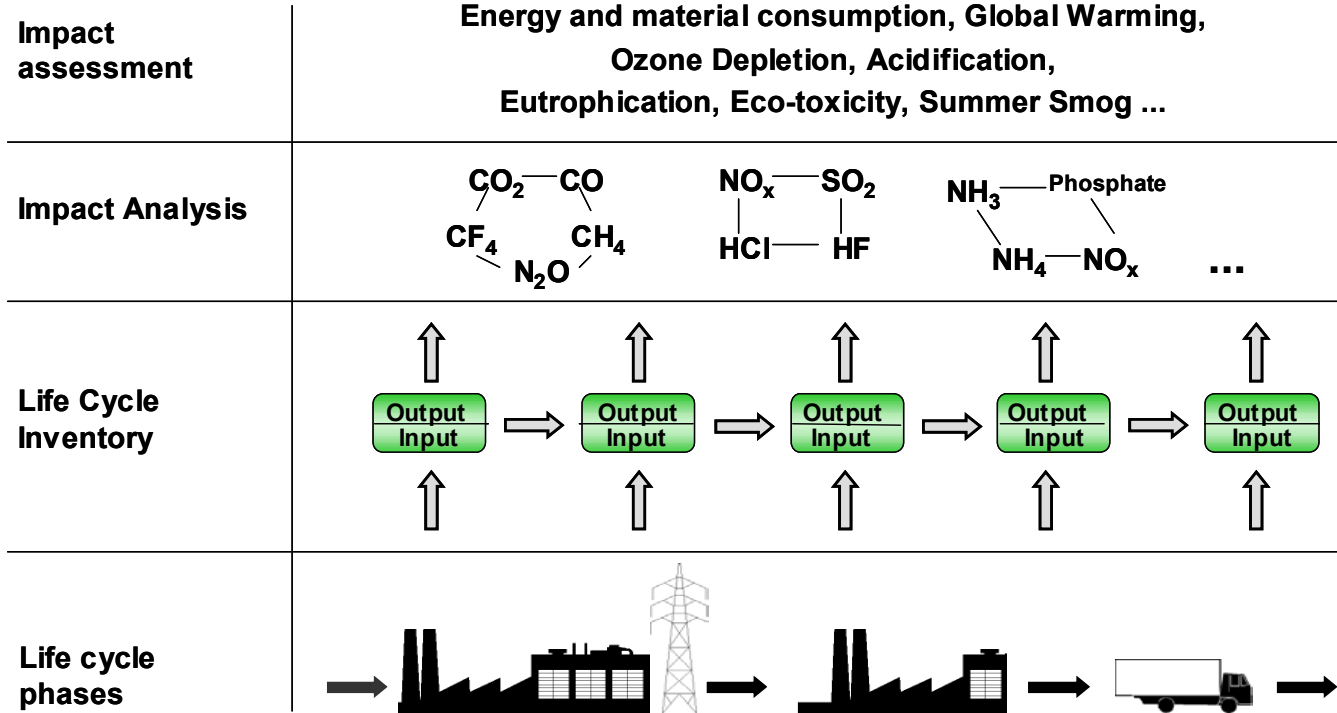 Impact
assessment
Energy and material consumption, Global Warming,
Ozone Depletion, Acidification,
Eutrophication, Eco-toxicity, Summer Smog ...
Impact Analysis
CO₂ CO
CF₄ CH₄
N₂O
NOₓ SO₂
HCl HF
NH₃ Phosphate
NH₄ NOₓ
...
Life Cycle
Inventory
Output Output Output Output Output
Input Input Input Input Input
Life cycle
phases